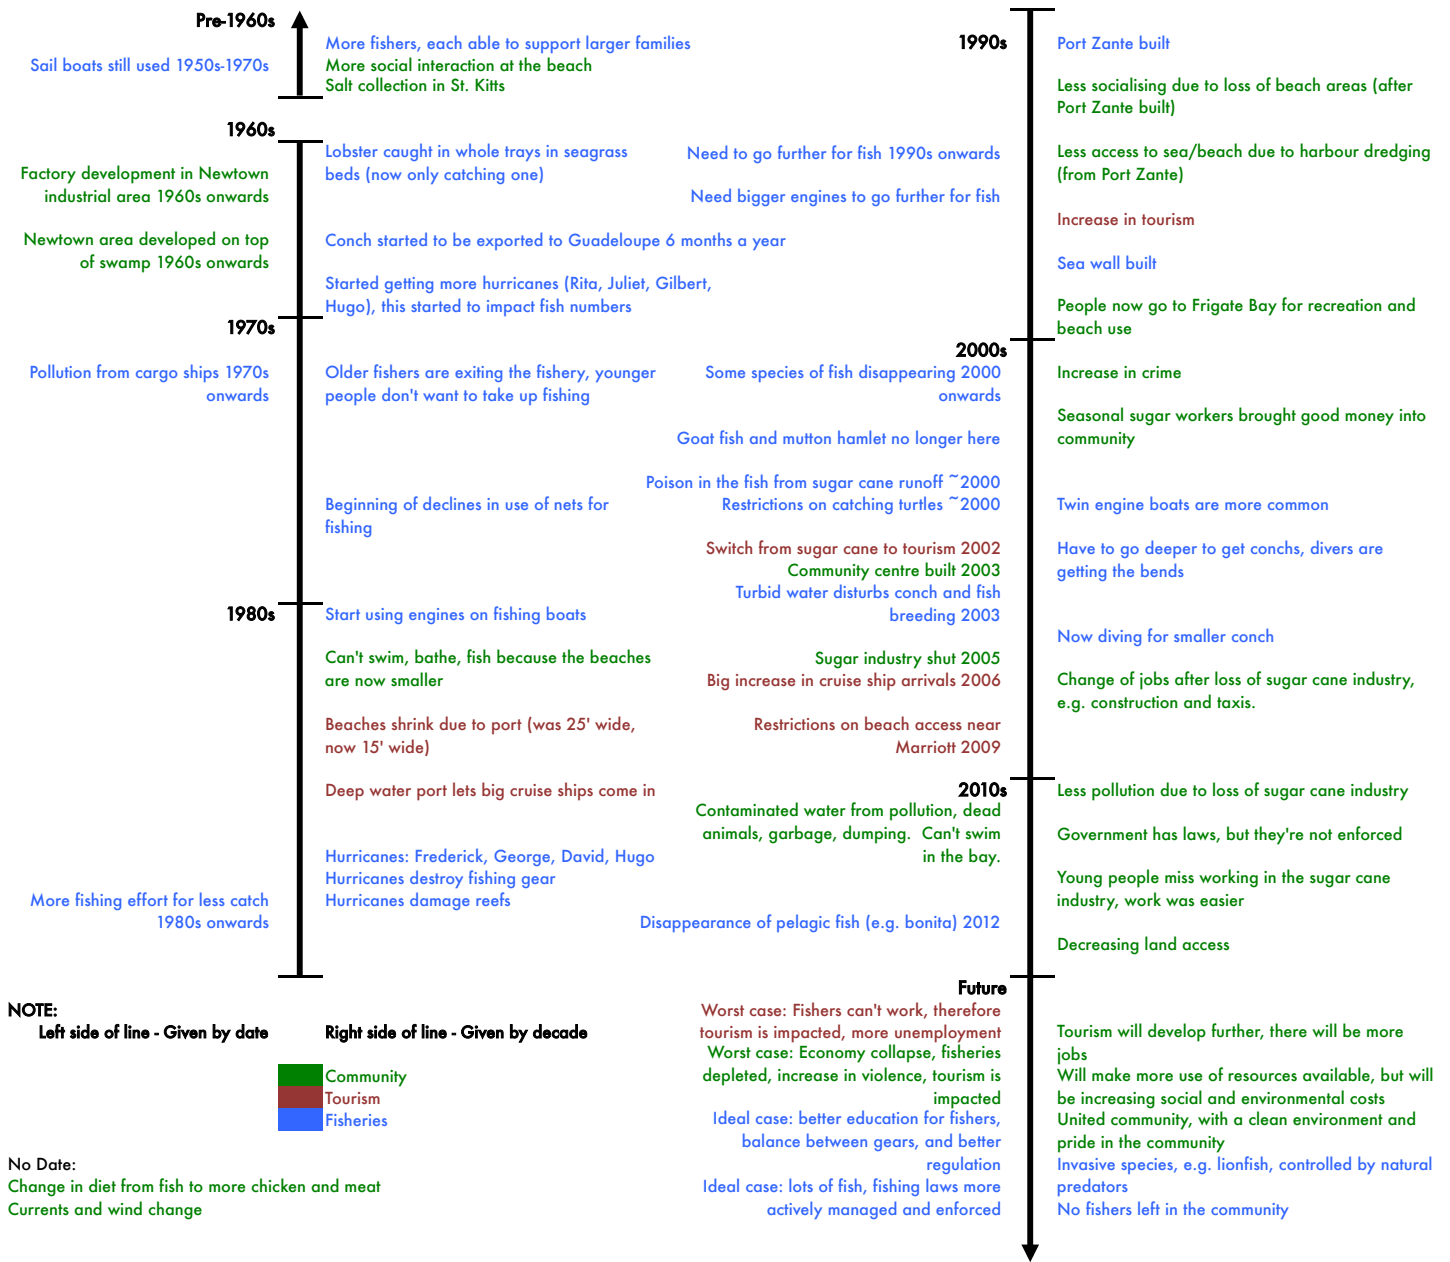 Pre-1960s
Sail boats still used 1950s-1970s
More fishers, each able to support larger families
More social interaction at the beach
Salt collection in St. Kitts
1960s
Factory development in Newtown
industrial area 1960s onwards
Newtown area developed on top
of swamp 1960s onwards
Lobster caught in whole trays in seagrass
beds (now only catching one)
Conch started to be exported to Guadeloupe 6 months a year
Started getting more hurricanes (Rita, Juliet, Gilbert,
Hugo), this started to impact fish numbers
1970s
Pollution from cargo ships 1970s
onwards
Older fishers are exiting the fishery, younger
people don't want to take up fishing
Beginning of declines in use of nets for
fishing
1980s
Start using engines on fishing boats
Can't swim, bathe, fish because the beaches
are now smaller
Beaches shrink due to port (was 25' wide,
now 15' wide)
Deep water port lets big cruise ships come in
Hurricanes: Frederick, George, David, Hugo
Hurricanes destroy fishing gear
Hurricanes damage reefs
More fishing effort for less catch
1980s onwards
NOTE:
Left side of line - Given by date
Right side of line - Given by decade
Community
Tourism
Fisheries
No Date:
Change in diet from fish to more chicken and meat
Currents and wind change
1990s
Need to go further for fish 1990s onwards
Need bigger engines to go further for fish
Port Zante built
Less socialising due to loss of beach areas (after
Port Zante built)
Less access to sea/beach due to harbour dredging
(from Port Zante)
Increase in tourism
Sea wall built
People now go to Frigate Bay for recreation and
beach use
2000s
Some species of fish disappearing 2000
onwards
Goat fish and mutton hamlet no longer here
Poison in the fish from sugar cane runoff ~2000
Restrictions on catching turtles ~2000
Switch from sugar cane to tourism 2002
Community centre built 2003
Turbid water disturbs conch and fish
breeding 2003
Sugar industry shut 2005
Big increase in cruise ship arrivals 2006
Restrictions on beach access near
Marriott 2009
Increase in crime
Seasonal sugar workers brought good money into
community
Twin engine boats are more common
Have to go deeper to get conchs, divers are
getting the bends
Now diving for smaller conch
Change of jobs after loss of sugar cane industry,
e.g. construction and taxis.
2010s
Contaminated water from pollution, dead
animals, garbage, dumping.  Can't swim
in the bay.
Disappearance of pelagic fish (e.g. bonita) 2012
Less pollution due to loss of sugar cane industry
Government has laws, but they're not enforced
Young people miss working in the sugar cane
industry, work was easier
Decreasing land access
Future
Worst case: Fishers can't work, therefore
tourism is impacted, more unemployment
Worst case: Economy collapse, fisheries
depleted, increase in violence, tourism is
impacted
Ideal case: better education for fishers,
balance between gears, and better
regulation
Ideal case: lots of fish, fishing laws more
actively managed and enforced
Tourism will develop further, there will be more
jobs
Will make more use of resources available, but will
be increasing social and environmental costs
United community, with a clean environment and
pride in the community
Invasive species, e.g. lionfish, controlled by natural
predators
No fishers left in the community